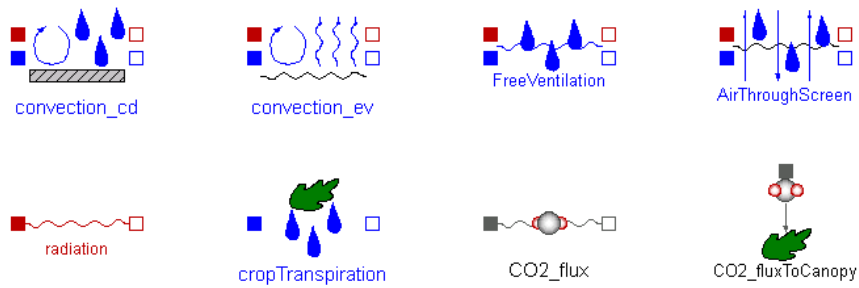 convection_cd
convection_ev
FreeVentilation
AirThroughScreen
radiation
cropTranspiration
CO2_flux
CO2_fluxToCanopy